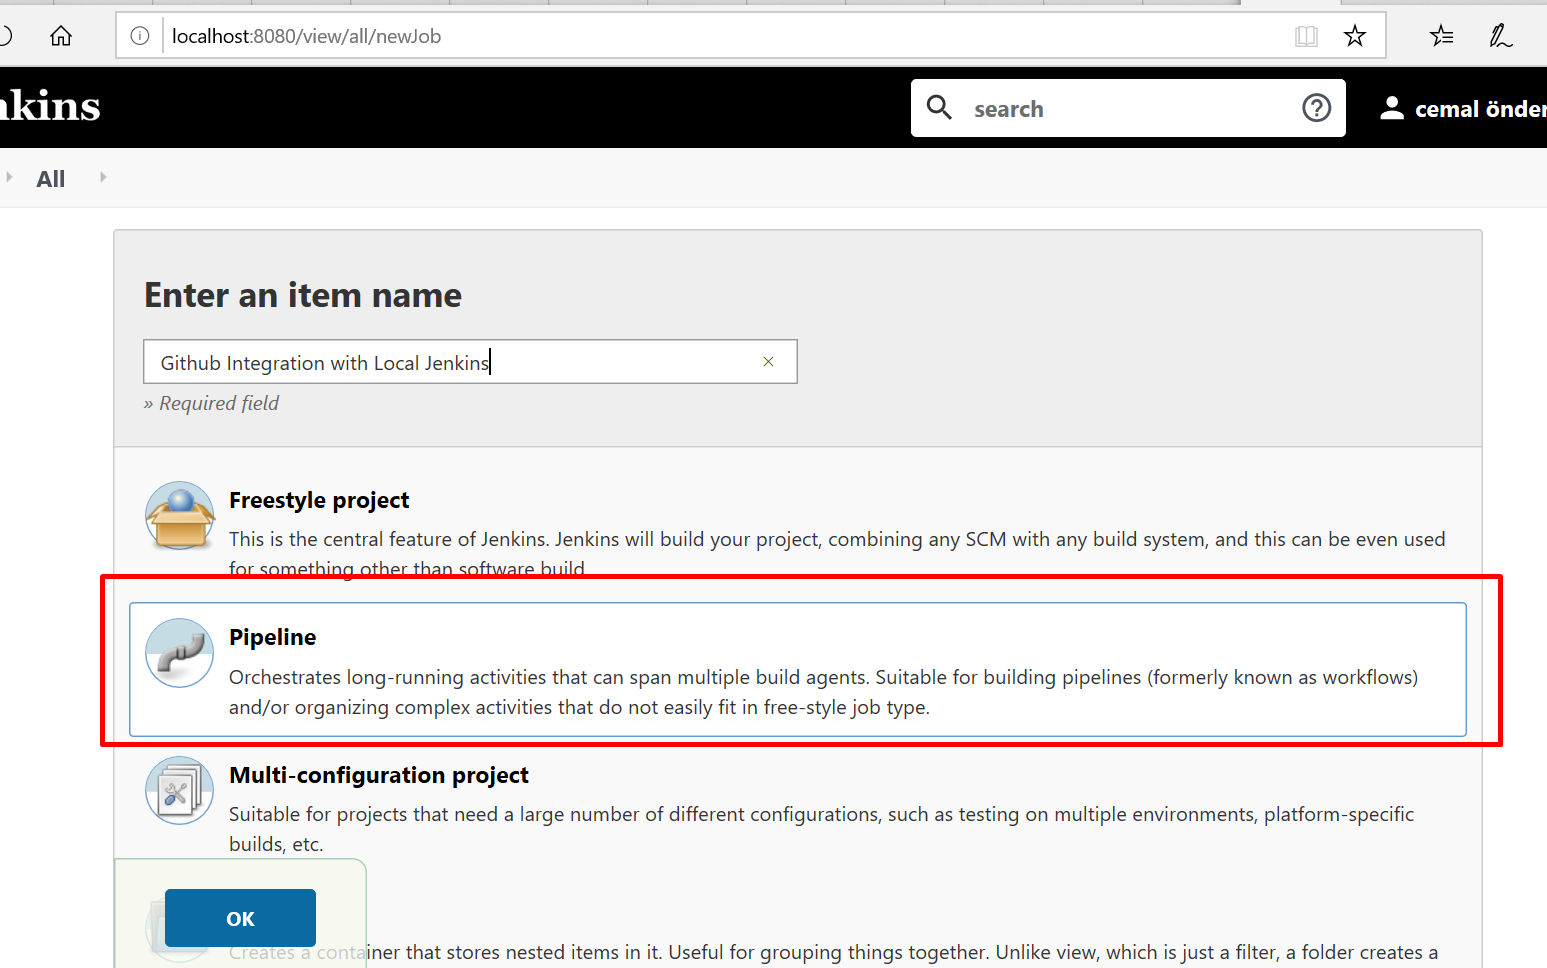 localhost:8080/view/all/newJob
nkins
search
cemal önder
All
Enter an item name
Github Integration with Local Jenkins
» Required field
Freestyle project
This is the central feature of Jenkins. Jenkins will build your project, combining any SCM with any build system, and this can be even used
for something other than software build.
Pipeline
Orchestrates long-running activities that can span multiple build agents. Suitable for building pipelines (formerly known as workflows)
and/or organizing complex activities that do not easily fit in free-style job type.
Multi-configuration project
Suitable for projects that need a large number of different configurations, such as testing on multiple environments, platform-specific
builds, etc.
OK
Creates a container that stores nested items in it. Useful for grouping things together. Unlike view, which is just a filter, a folder creates a